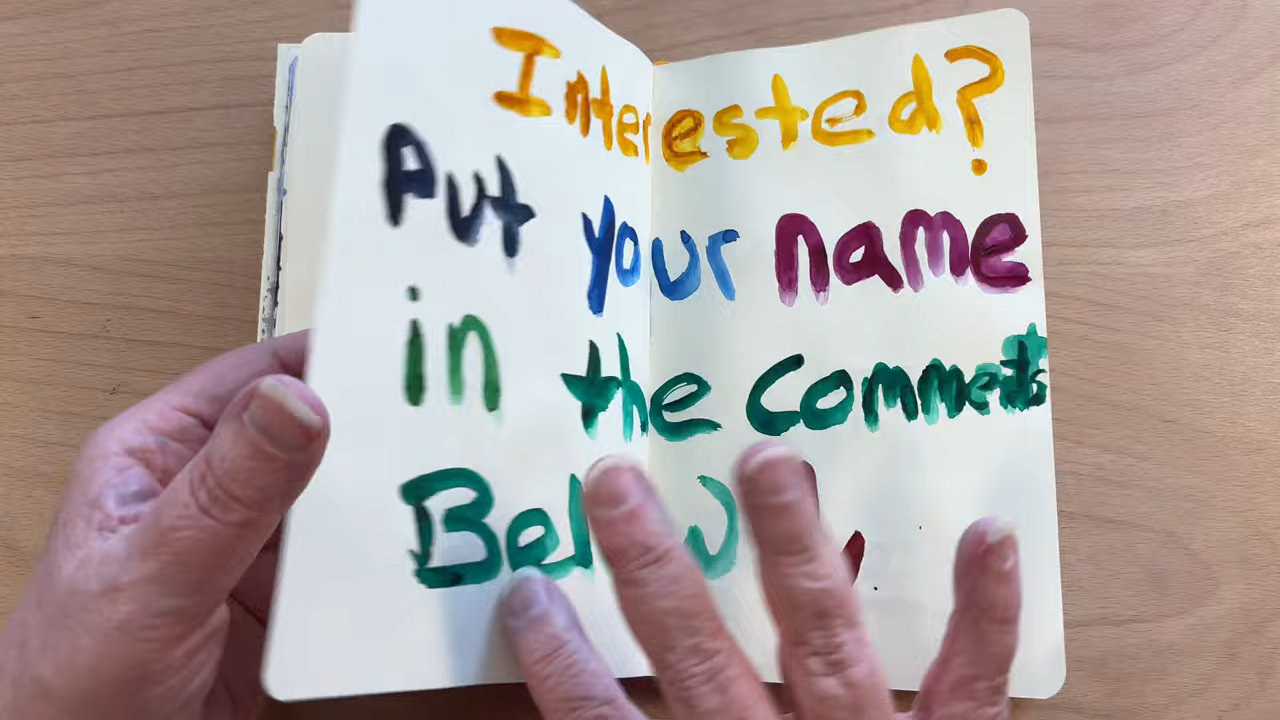 Interested?
Put your name
in the Comments